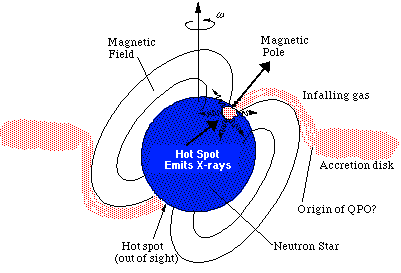 ω
Magnetic
Field
Magnetic
Pole
Infalling gas
Hot Spot
Emits X-rays
Accretion disk
Origin of QPO?
Hot spot
(out of sight)
Neutron Star